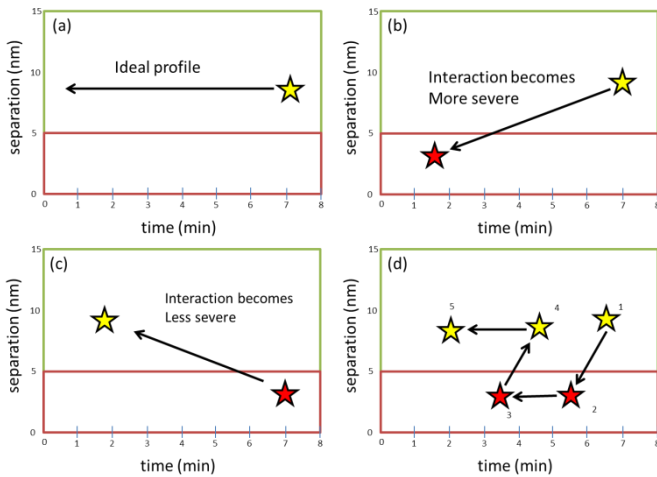 (a)
Ideal profile
separation (nm)
15
10
5
0
0 1 2 3 4 5 6 7 8
time (min)
(b)
Interaction becomes
More severe
separation (nm)
15
10
5
0
0 1 2 3 4 5 6 7 8
time (min)
(c)
Interaction becomes
Less severe
separation (nm)
15
10
5
0
0 1 2 3 4 5 6 7 8
time (min)
(d)
5 4 1
3 2
separation (nm)
15
10
5
0
0 1 2 3 4 5 6 7 8
time (min)